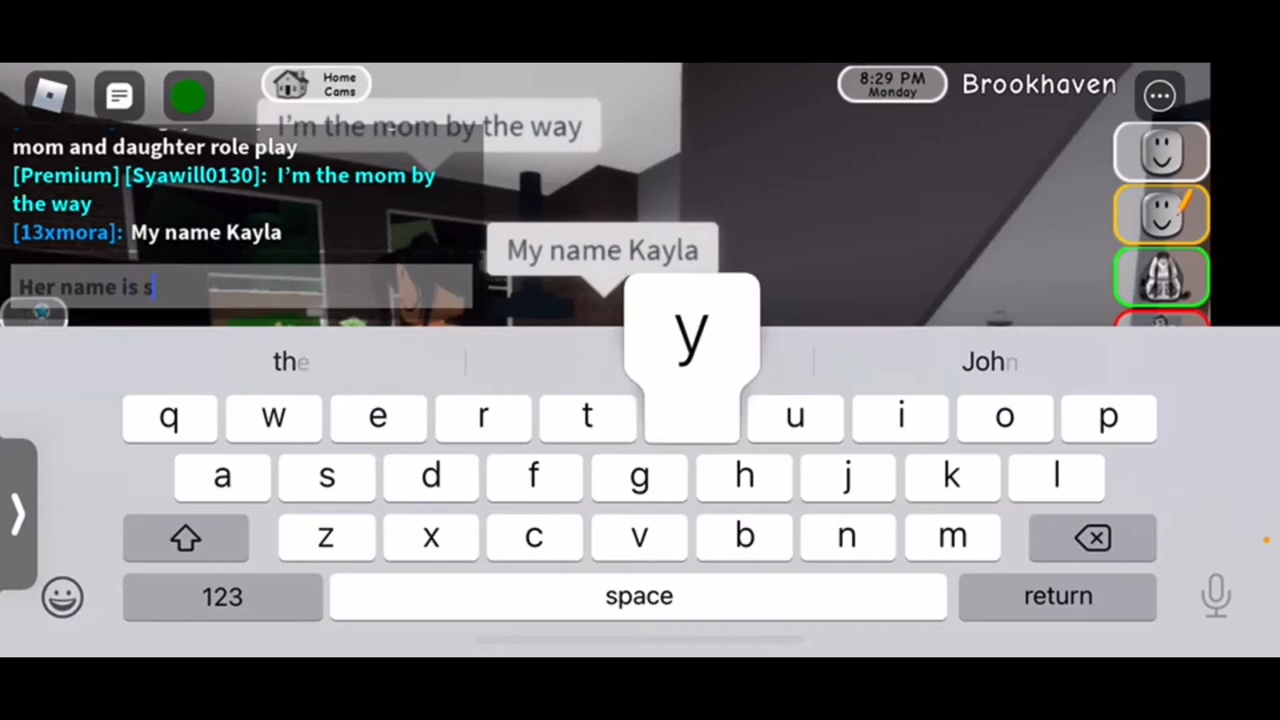 Home
Cams
8:29 PM
Monday
Brookhaven
I'm the mom by the way
mom and daughter role play
[Premium] [Syawill0130]: I'm the mom by
the way
[13xmora]: My name Kayla
My name Kayla
Her name is s
y
the
John
q w e r t u i o p
a s d f g h j k l
z x c v b n m
123
space
return